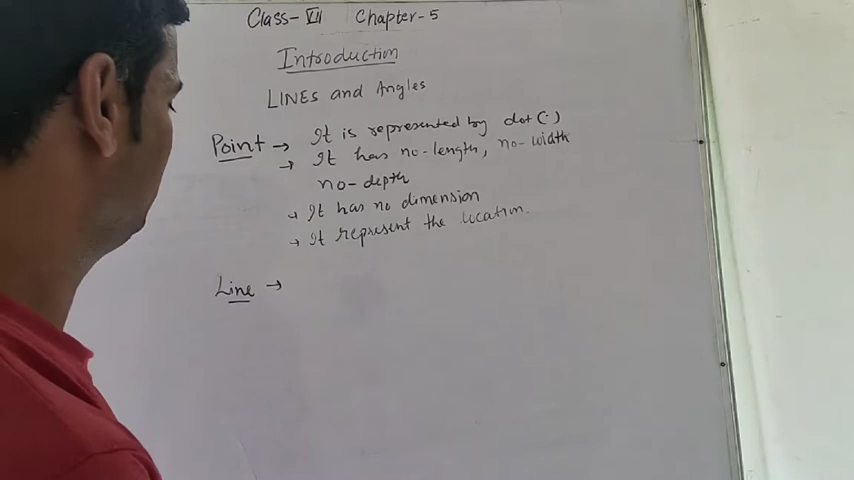 Class-VII Chapter-5
Introduction
LINES and Angles
Point → It is represented by dot (·)
→ It has no-length, no-width
no-depth
→ It has no dimension
→ It represent the location.
Line →